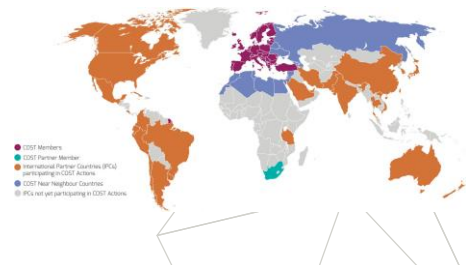 COST Members
COST Partner Member
International Partner Countries (IPCs)
participating in COST Actions
COST Near Neighbour Countries
IPCs not yet participating in COST Actions